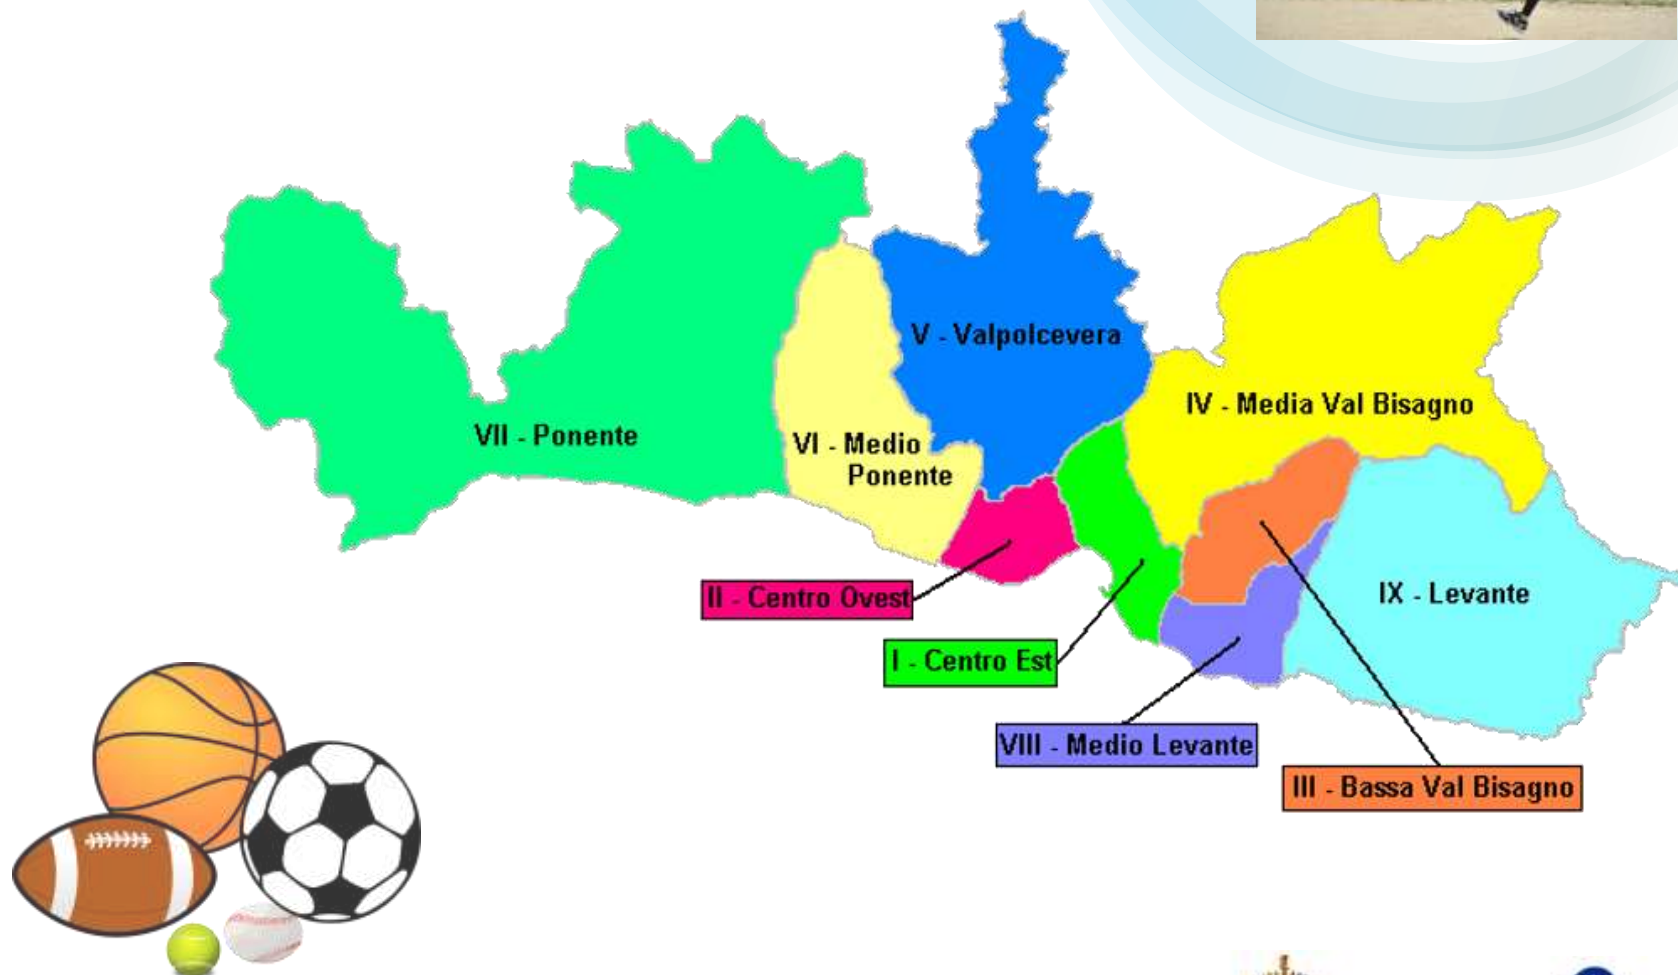 V - Valpolcevera
IV - Media Val Bisagno
VII - Ponente
VI - Medio
Ponente
II - Centro Ovest
IX - Levante
I - Centro Est
VIII - Medio Levante
III - Bassa Val Bisagno